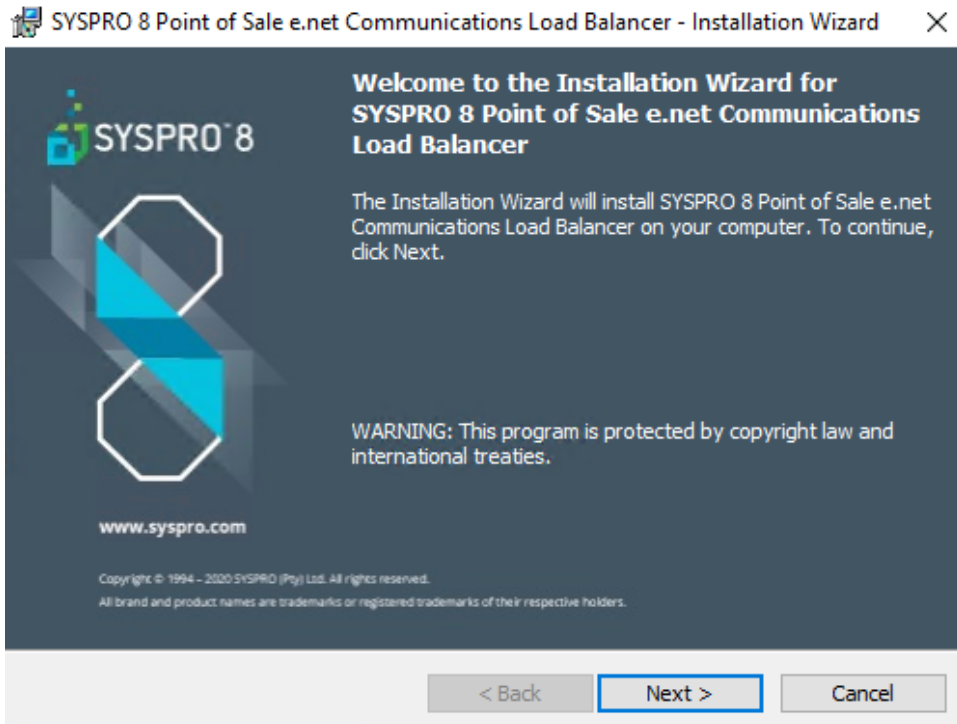 SYSPRO 8 Point of Sale e.net Communications Load Balancer - Installation Wizard
SYSPRO™8
Welcome to the Installation Wizard for
SYSPRO 8 Point of Sale e.net Communications
Load Balancer
The Installation Wizard will install SYSPRO 8 Point of Sale e.net
Communications Load Balancer on your computer. To continue,
click Next.
WARNING: This program is protected by copyright law and
international treaties.
www.syspro.com
Copyright © 1994 – 2020 SYSPRO (Pty) Ltd. All rights reserved.
All brand and product names are trademarks or registered trademarks of their respective holders.
< Back
Next >
Cancel